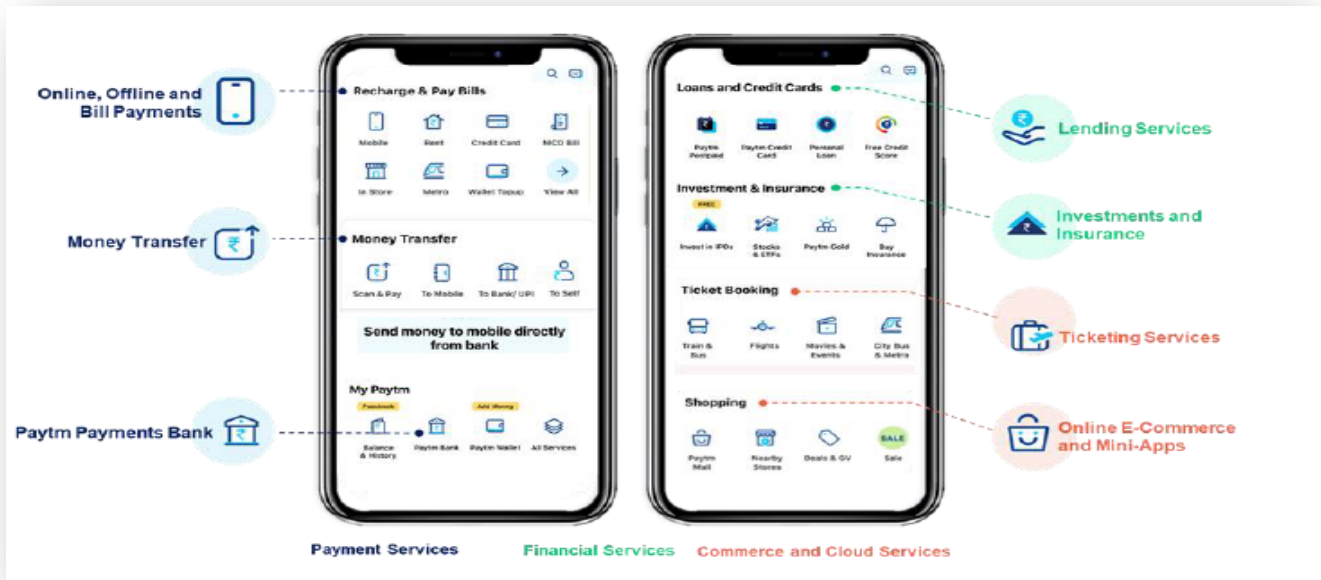 Online, Offline and
Bill Payments
Money Transfer
Paytm Payments Bank
Recharge & Pay Bills
Mobile
Rent
Credit Card
MCD Bill
In Store
Metro
Wallet Topup
View All
Money Transfer
Scan & Pay
To Mobile
To Bank/ UPI
To Self
Send money to mobile directly
from bank
My Paytm
Add Money
Balance
& History
Paytm Bank
Paytm Wallet
All Services
Loans and Credit Cards
Paytm
Postpaid
Paytm Credit
Card
Personal
Loan
Free Credit
Score
Investment & Insurance
FREE
Invest in IPOs
Stocks
& ETFs
Paytm Gold
Buy
Insurance
Ticket Booking
Train &
Bus
Flights
Movies &
Events
City Bus
& Metro
Shopping
Paytm
Mall
Nearby
Stores
Deals & GV
SALE
Sale
Lending Services
Investments and
Insurance
Ticketing Services
Online E-Commerce
and Mini-Apps
Payment Services
Financial Services
Commerce and Cloud Services